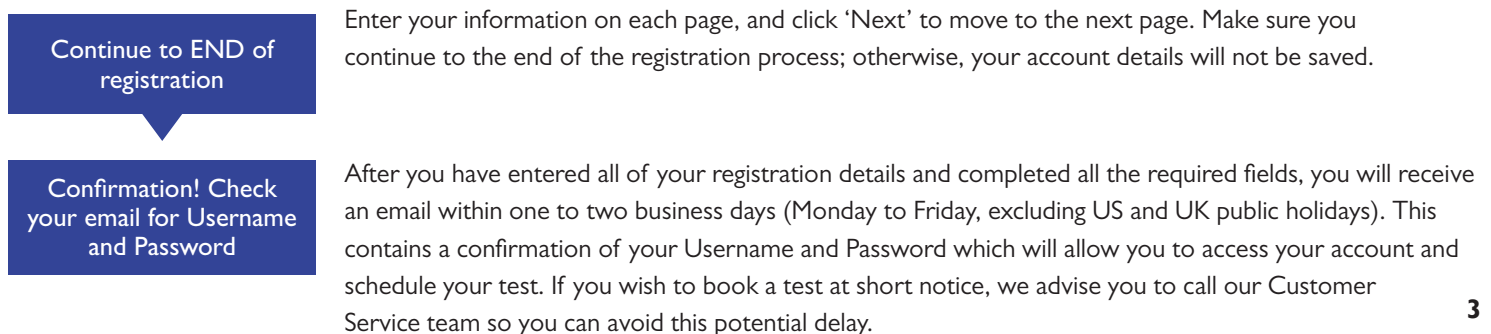 Continue to END of
registration
Enter your information on each page, and click ‘Next’ to move to the next page. Make sure you
continue to the end of the registration process; otherwise, your account details will not be saved.
Confirmation! Check
your email for Username
and Password
After you have entered all of your registration details and completed all the required fields, you will receive
an email within one to two business days (Monday to Friday, excluding US and UK public holidays). This
contains a confirmation of your Username and Password which will allow you to access your account and
schedule your test. If you wish to book a test at short notice, we advise you to call our Customer
Service team so you can avoid this potential delay.
3